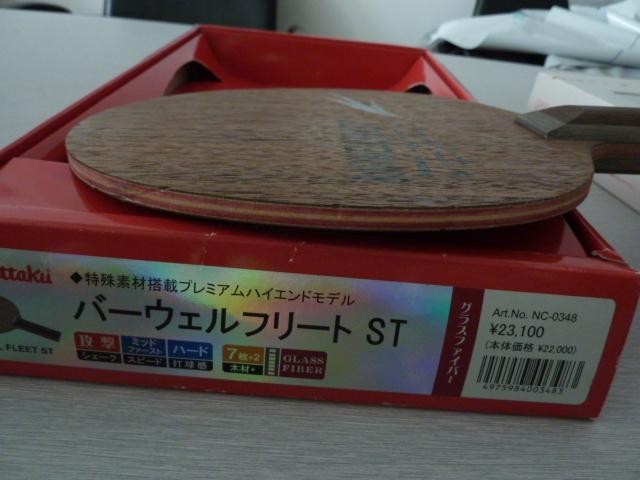 ttaku
◆特殊素材搭載プレミアムハイエンドモデル
バーウェルフリート ST
FLEET ST
攻撃
シェーク
ミッド
ファースト
スピード
ハード
打球感
7枚+2
木材+
GLASS
FIBER
グラスファイバー
Art.No. NC-0348
¥23,100
(本体価格 ¥22,000)
4975984003483